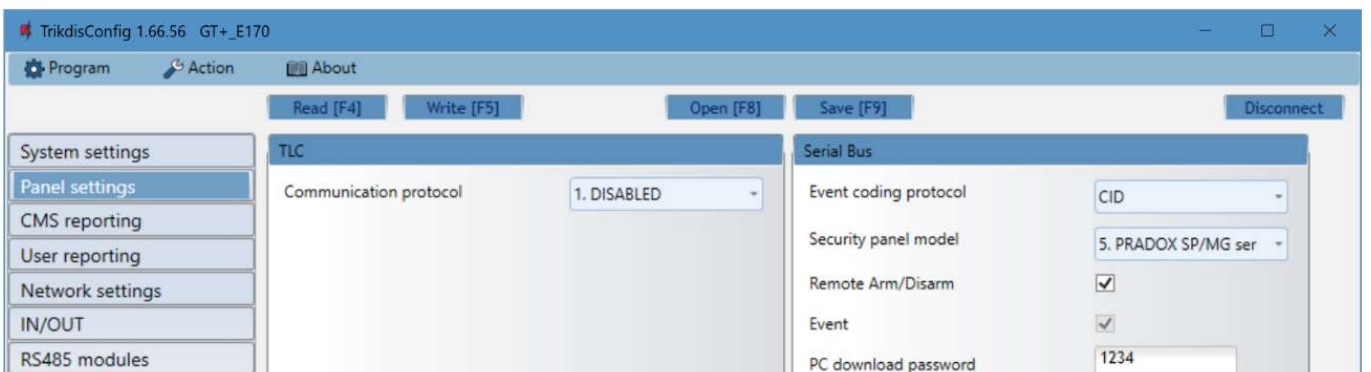 TrikdisConfig 1.66.56 GT+_E170
Program Action About
Read [F4] Write [F5] Open [F8] Save [F9] Disconnect
System settings
Panel settings
CMS reporting
User reporting
Network settings
IN/OUT
RS485 modules
TLC
Communication protocol 1. DISABLED
Serial Bus
Event coding protocol CID
Security panel model 5. PRADOX SP/MG ser
Remote Arm/Disarm
Event
PC download password 1234